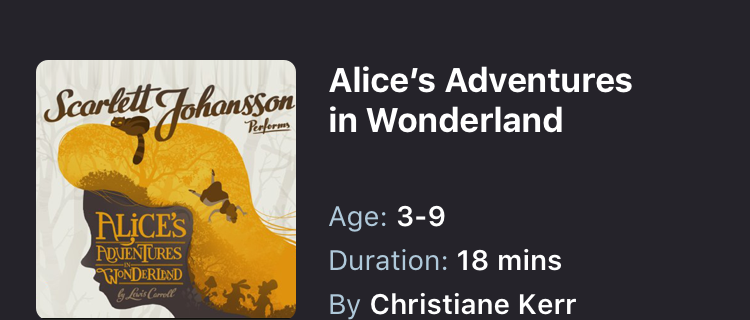 Scarlett Johansson
Performs
ALiCE'S
ADVENTURES
IN
WONDERLAND
by Lewis Carroll
Alice's Adventures
in Wonderland
Age: 3-9
Duration: 18 mins
By Christiane Kerr